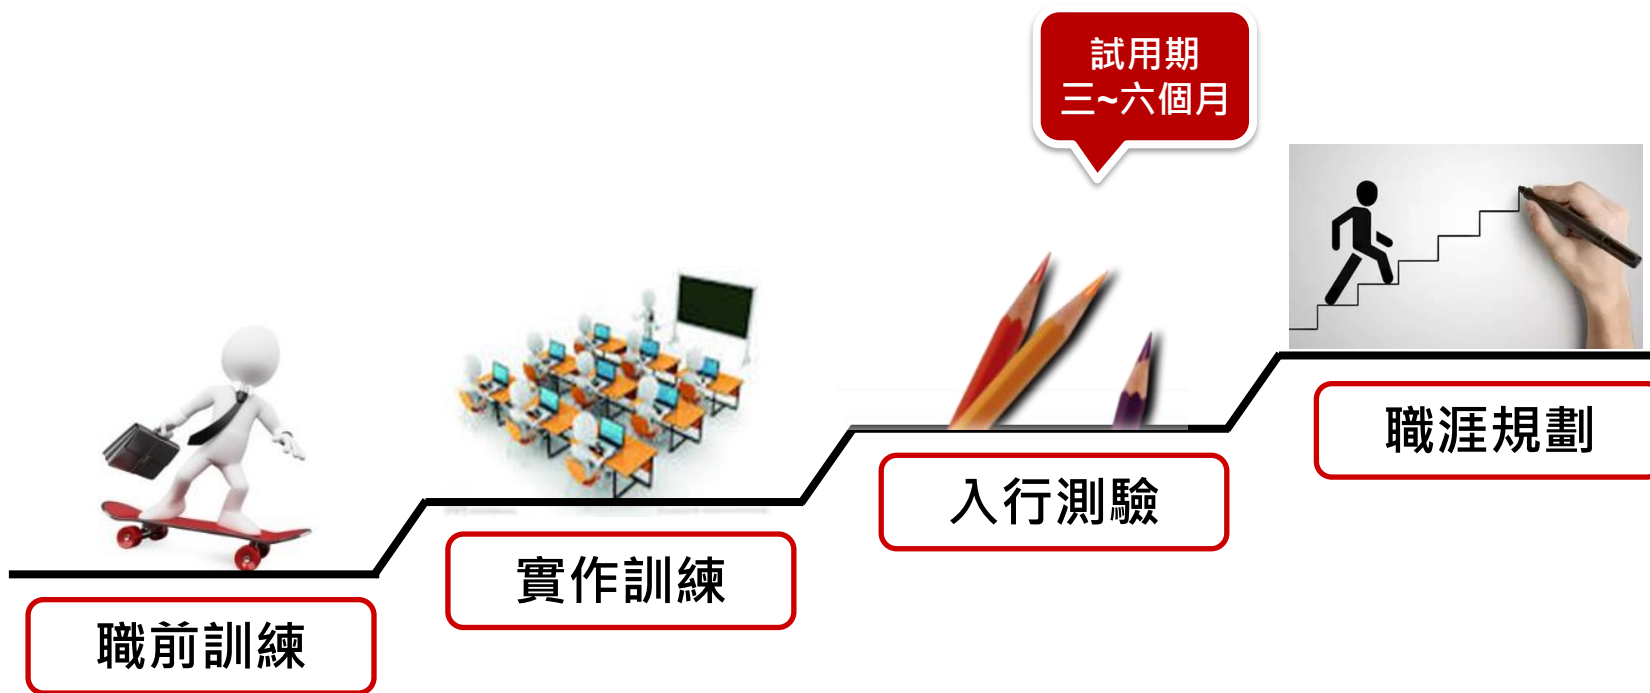 試用期
三~六個月
職涯規劃
入行測驗
實作訓練
職前訓練